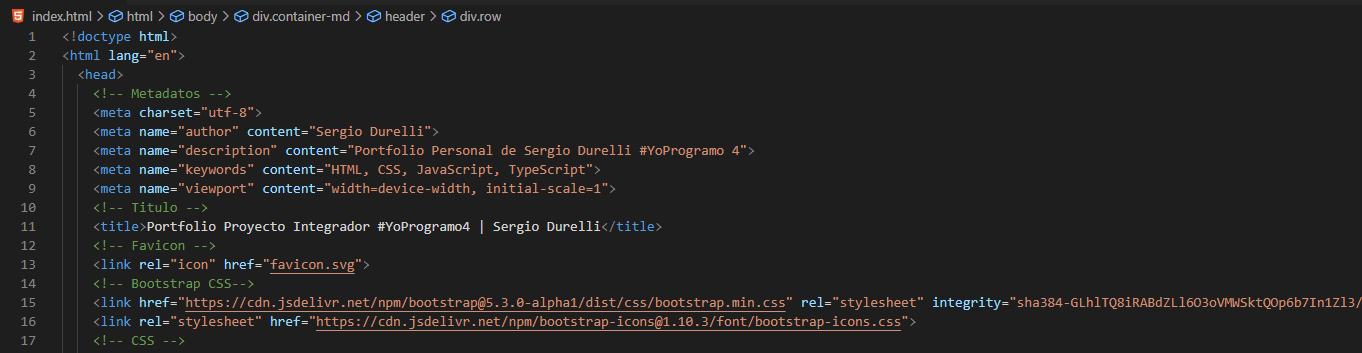 index.html > html > body > div.container-md > header > div.row
1 <!doctype html>
2 <html lang="en">
3 <head>
4 <!-- Metadatos -->
5 <meta charset="utf-8">
6 <meta name="author" content="Sergio Durelli">
7 <meta name="description" content="Portfolio Personal de Sergio Durelli #YoProgramo 4">
8 <meta name="keywords" content="HTML, CSS, JavaScript, TypeScript">
9 <meta name="viewport" content="width=device-width, initial-scale=1">
10 <!-- Titulo -->
11 <title>Portfolio Proyecto Integrador #YoProgramo4 | Sergio Durelli</title>
12 <!-- Favicon -->
13 <link rel="icon" href="favicon.svg">
14 <!-- Bootstrap CSS-->
15 <link href="https://cdn.jsdelivr.net/npm/bootstrap@5.3.0-alpha1/dist/css/bootstrap.min.css" rel="stylesheet" integrity="sha384-GLhlTQ8iRABdZLl6O3oVMWSktQOp6b7In1Zl3/
16 <link rel="stylesheet" href="https://cdn.jsdelivr.net/npm/bootstrap-icons@1.10.3/font/bootstrap-icons.css">
17 <!-- CSS -->